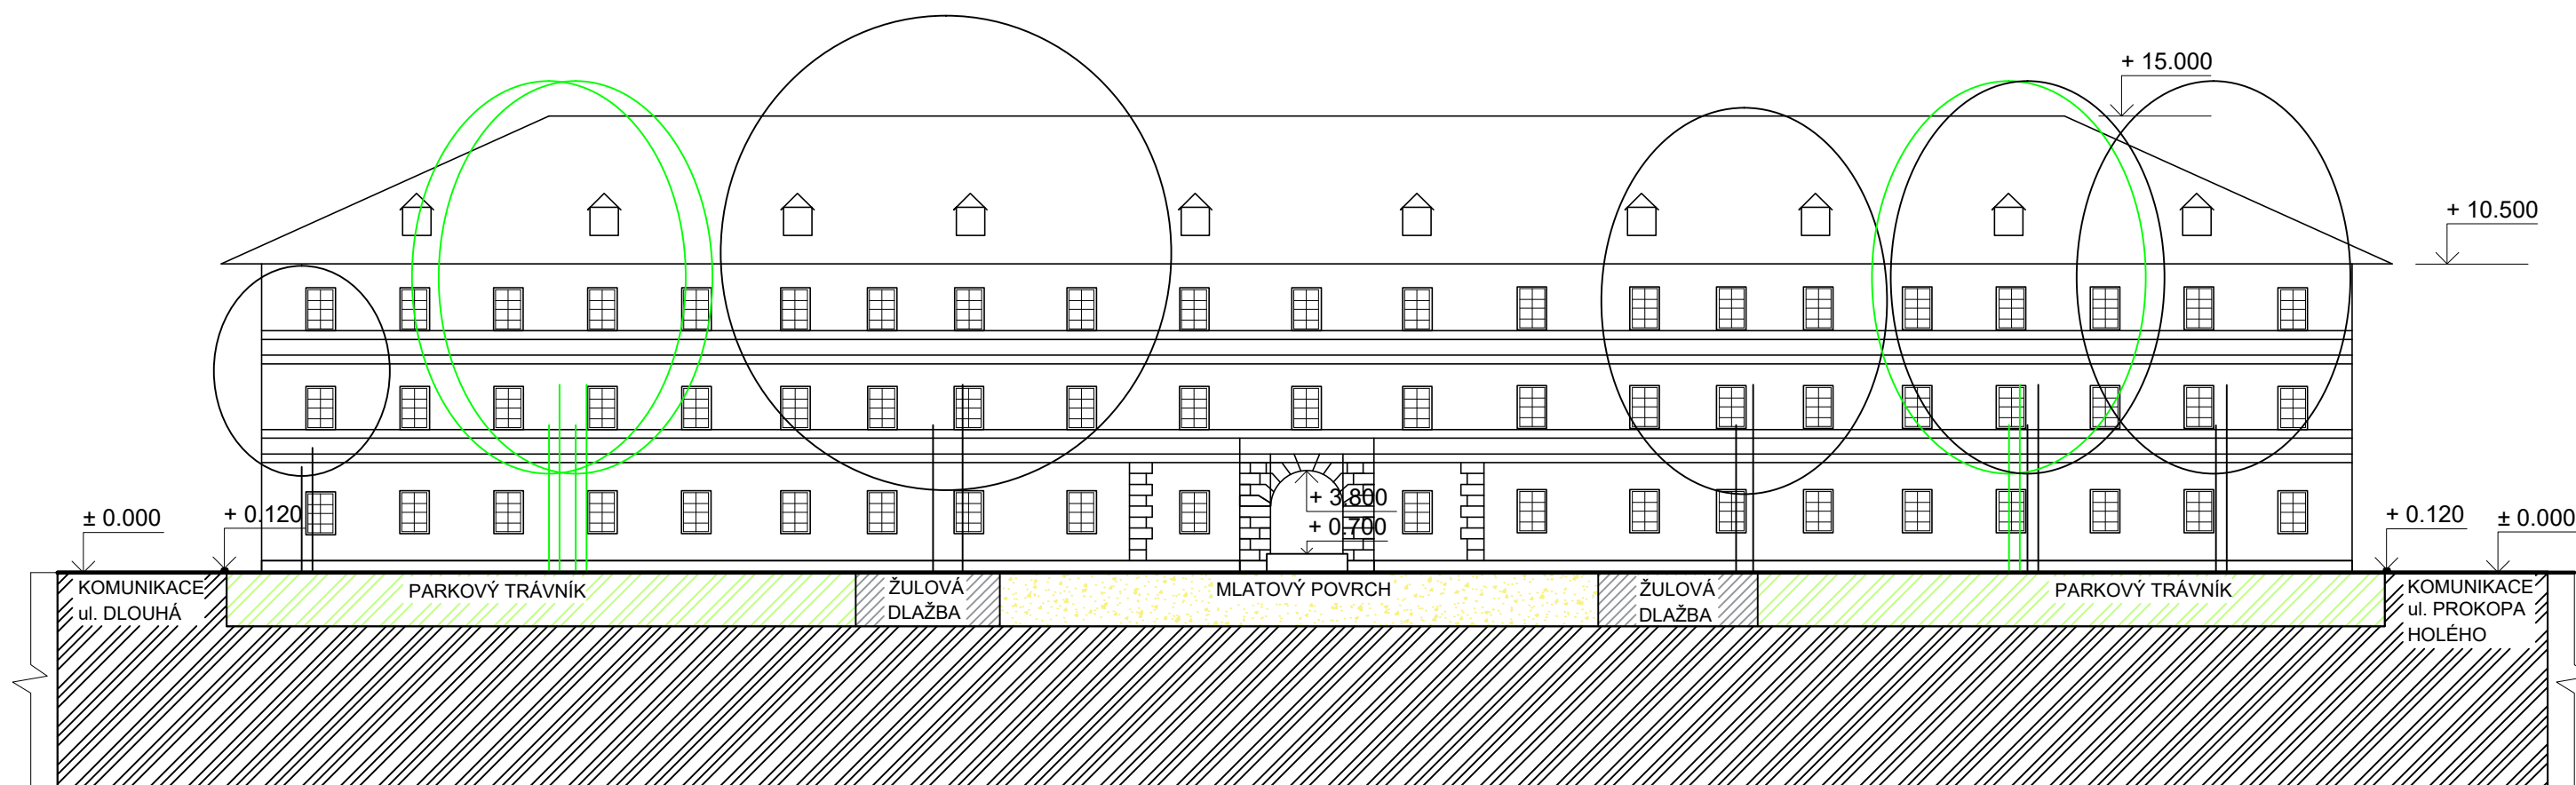 + 15.000
+ 10.500
+ 3.800
+ 0.700
± 0.000
+ 0.120
+ 0.120
± 0.000
KOMUNIKACE
ul. DLOUHÁ
PARKOVÝ TRÁVNÍK
ŽULOVÁ
DLAŽBA
MLATOVÝ POVRCH
ŽULOVÁ
DLAŽBA
PARKOVÝ TRÁVNÍK
KOMUNIKACE
ul. PROKOPA
HOLÉHO